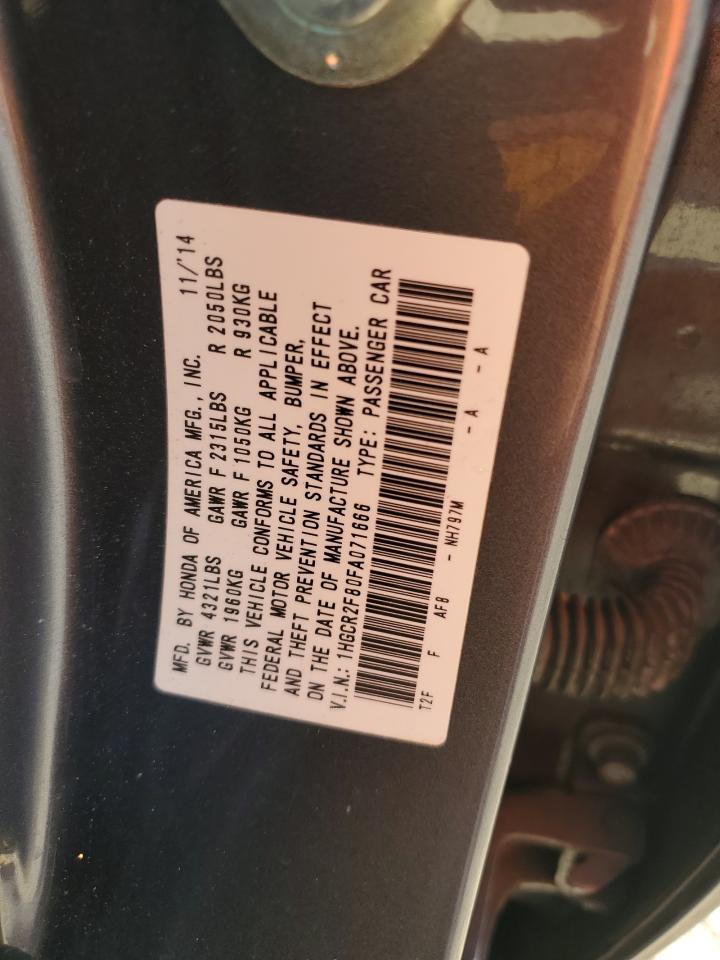 MFD. BY HONDA OF AMERICA MFG., INC. 11/'14
GVWR 4321LBS GAWR F 2315LBS R 2050LBS
GVWR 1960KG GAWR F 1050KG R 930KG
THIS VEHICLE CONFORMS TO ALL APPLICABLE
FEDERAL MOTOR VEHICLE SAFETY, BUMPER,
AND THEFT PREVENTION STANDARDS IN EFFECT
ON THE DATE OF MANUFACTURE SHOWN ABOVE.
V.I.N.: 1HGCR2F80FA071666 TYPE: PASSENGER CAR
T2F F AF8 - NH797M - A - A